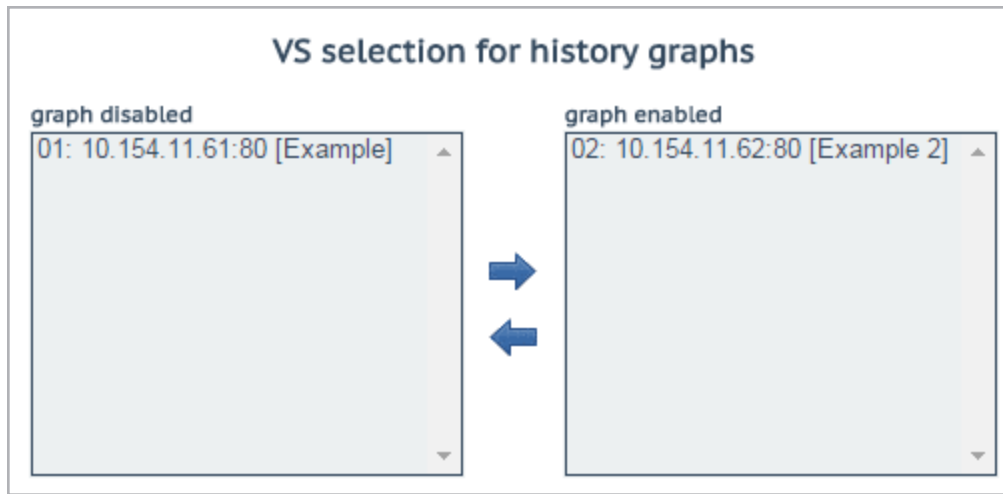 VS selection for history graphs
graph disabled
01: 10.154.11.61:80 [Example]
graph enabled
02: 10.154.11.62:80 [Example 2]